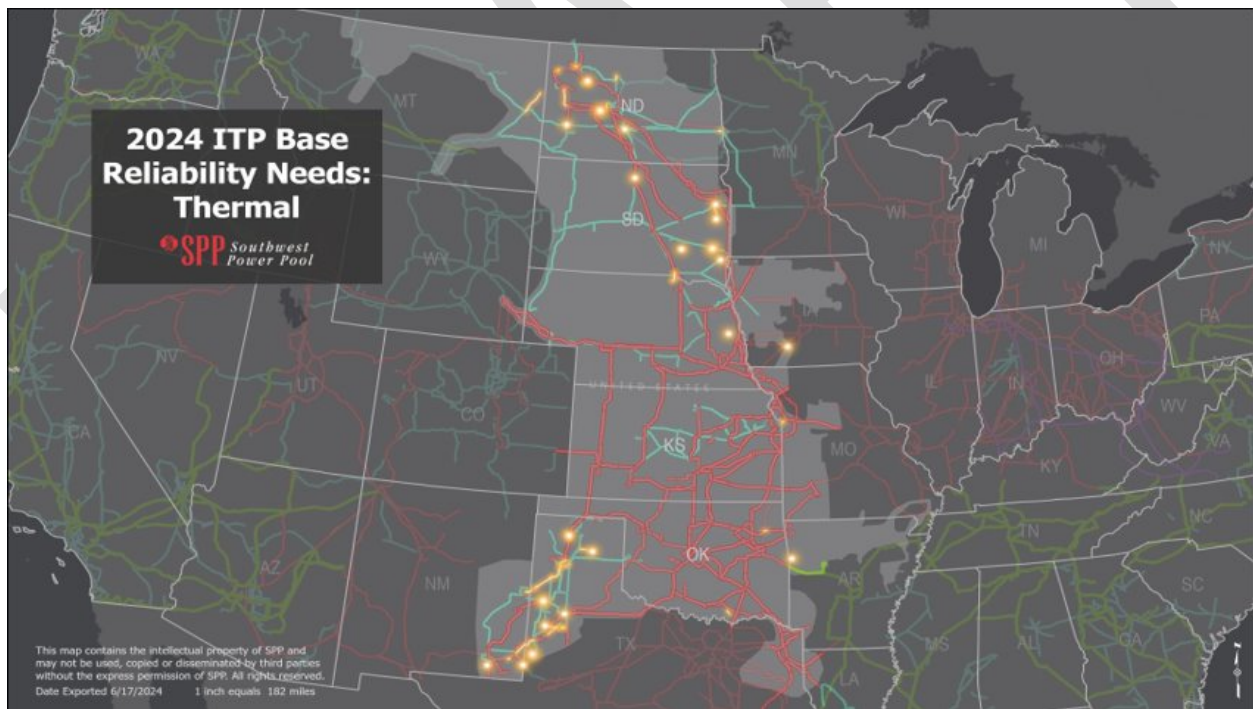 2024 ITP Base
Reliability Needs:
Thermal
SPP Southwest
Power Pool
WA
MT
ND
MN
SD
WI
MI
NY
WY
IA
PA
NV
UT
CO
UNITED STATES
IL
IN
OH
WV
VA
CA
KS
MO
KY
AZ
NM
OK
AR
TN
NC
SC
TX
MS
AL
GA
LA
This map contains the intellectual property of SPP and
may not be used, copied or disseminated by third parties
without the express permission of SPP. All rights reserved.
Date Exported 6/17/2024 1 inch equals 182 miles
N